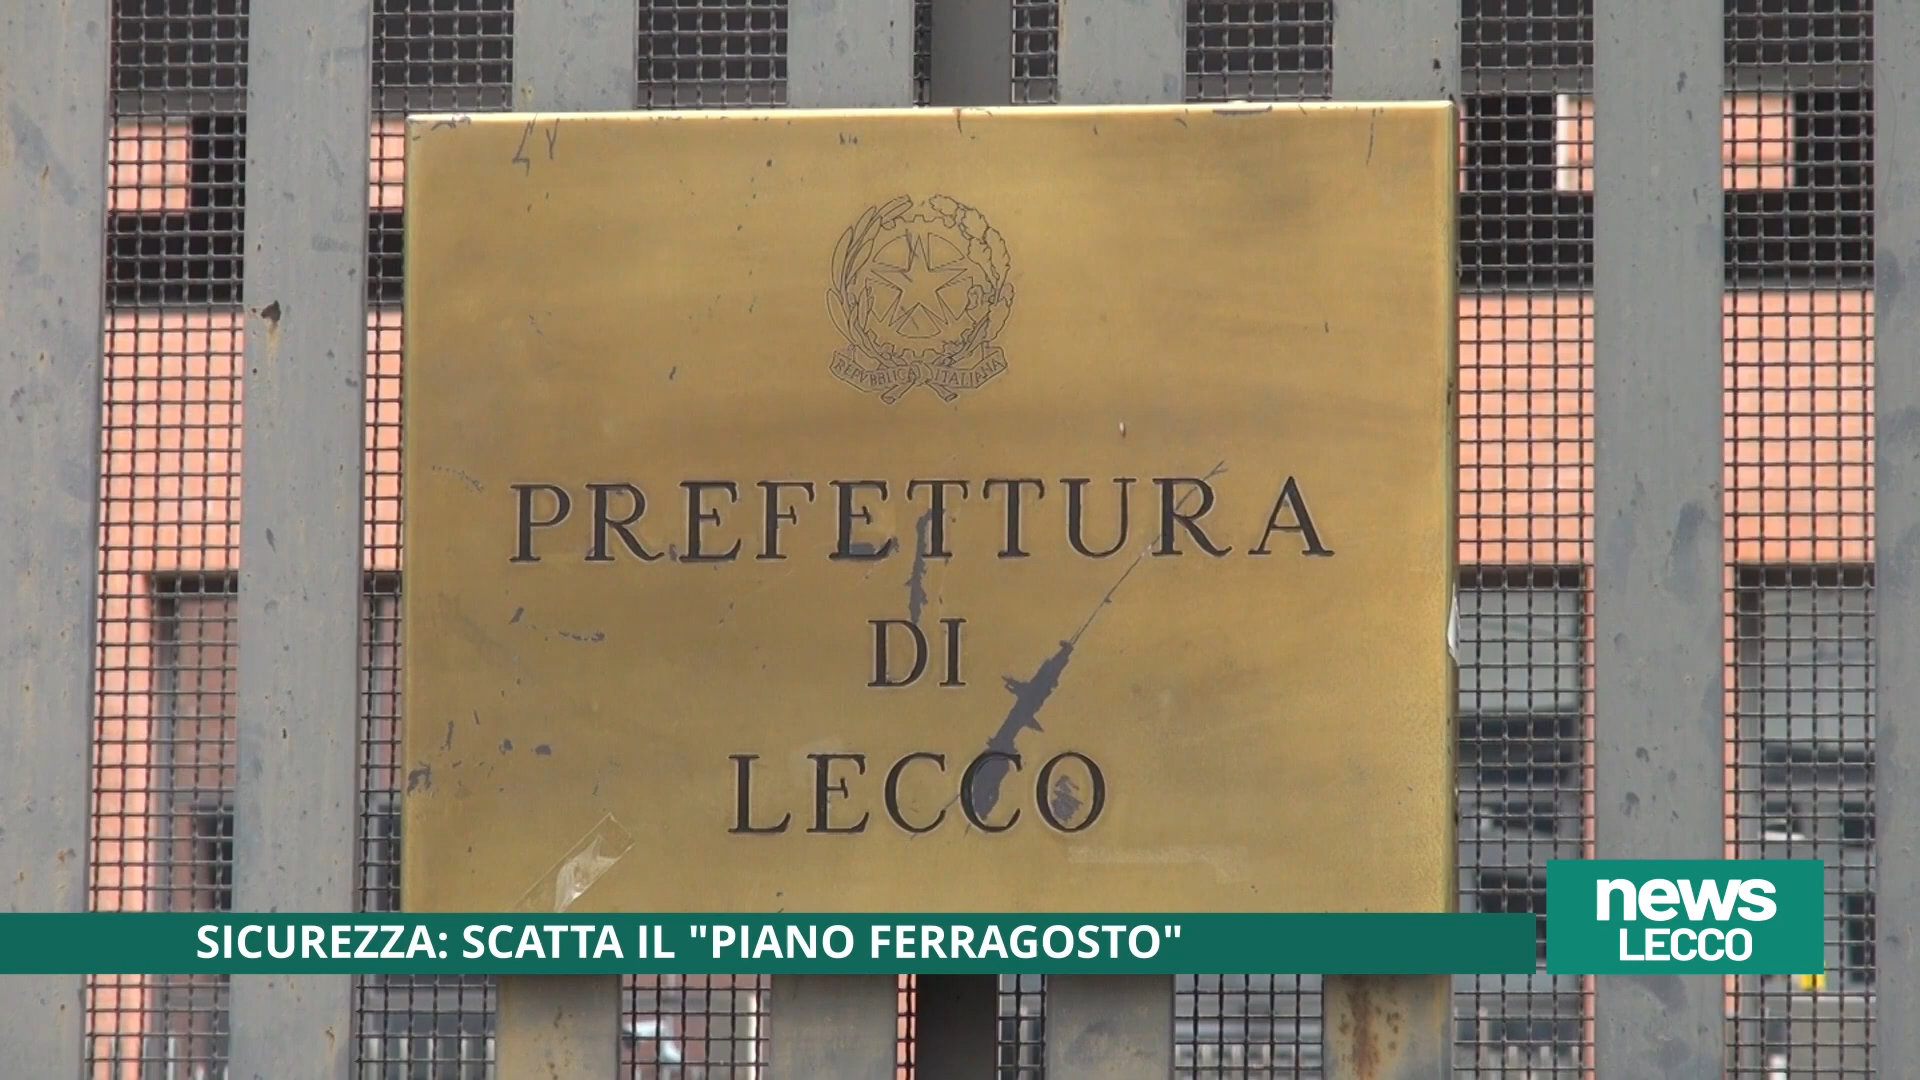 REPVBBLICA ITALIANA
PREFETTURA
DI
LECCO
SICUREZZA: SCATTA IL "PIANO FERRAGOSTO"
news
LECCO